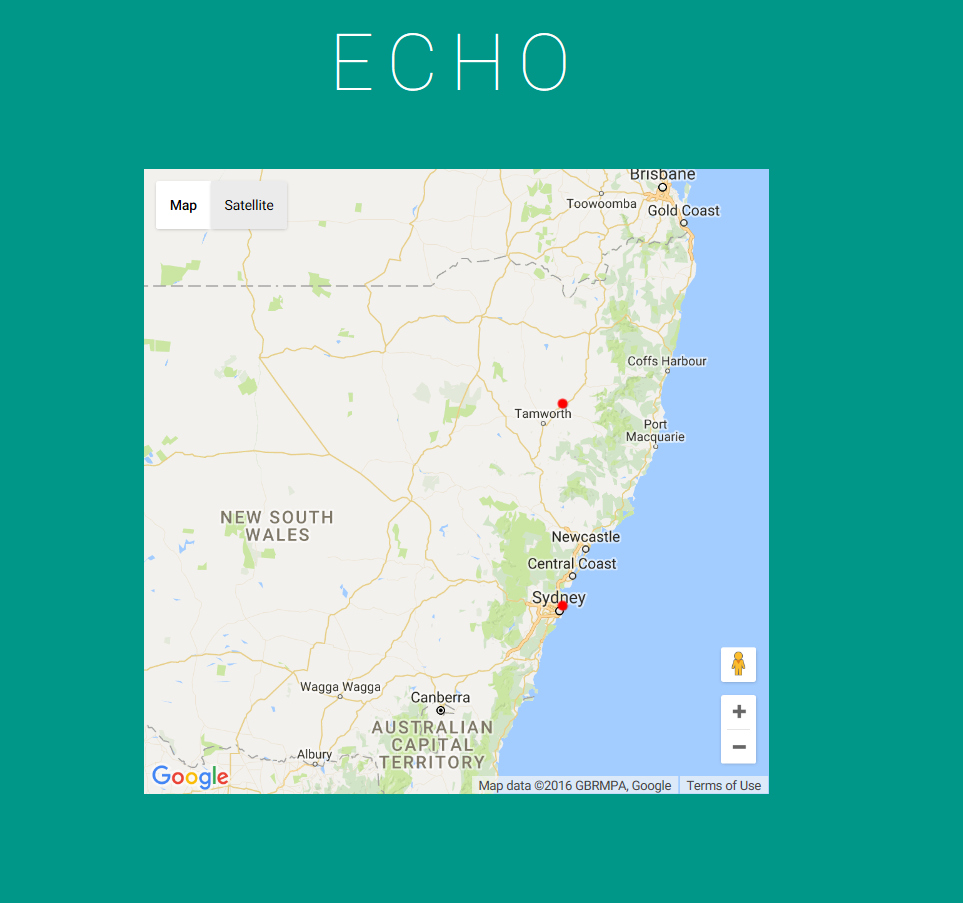 ECHO
Map Satellite
Brisbane
Toowoomba
Gold Coast
Coffs Harbour
Tamworth
Port
Macquarie
NEW SOUTH
WALES
Newcastle
Central Coast
Sydney
Wagga Wagga
Canberra
AUSTRALIAN
CAPITAL
TERRITORY
Albury
Google
Map data ©2016 GBRMPA, Google Terms of Use